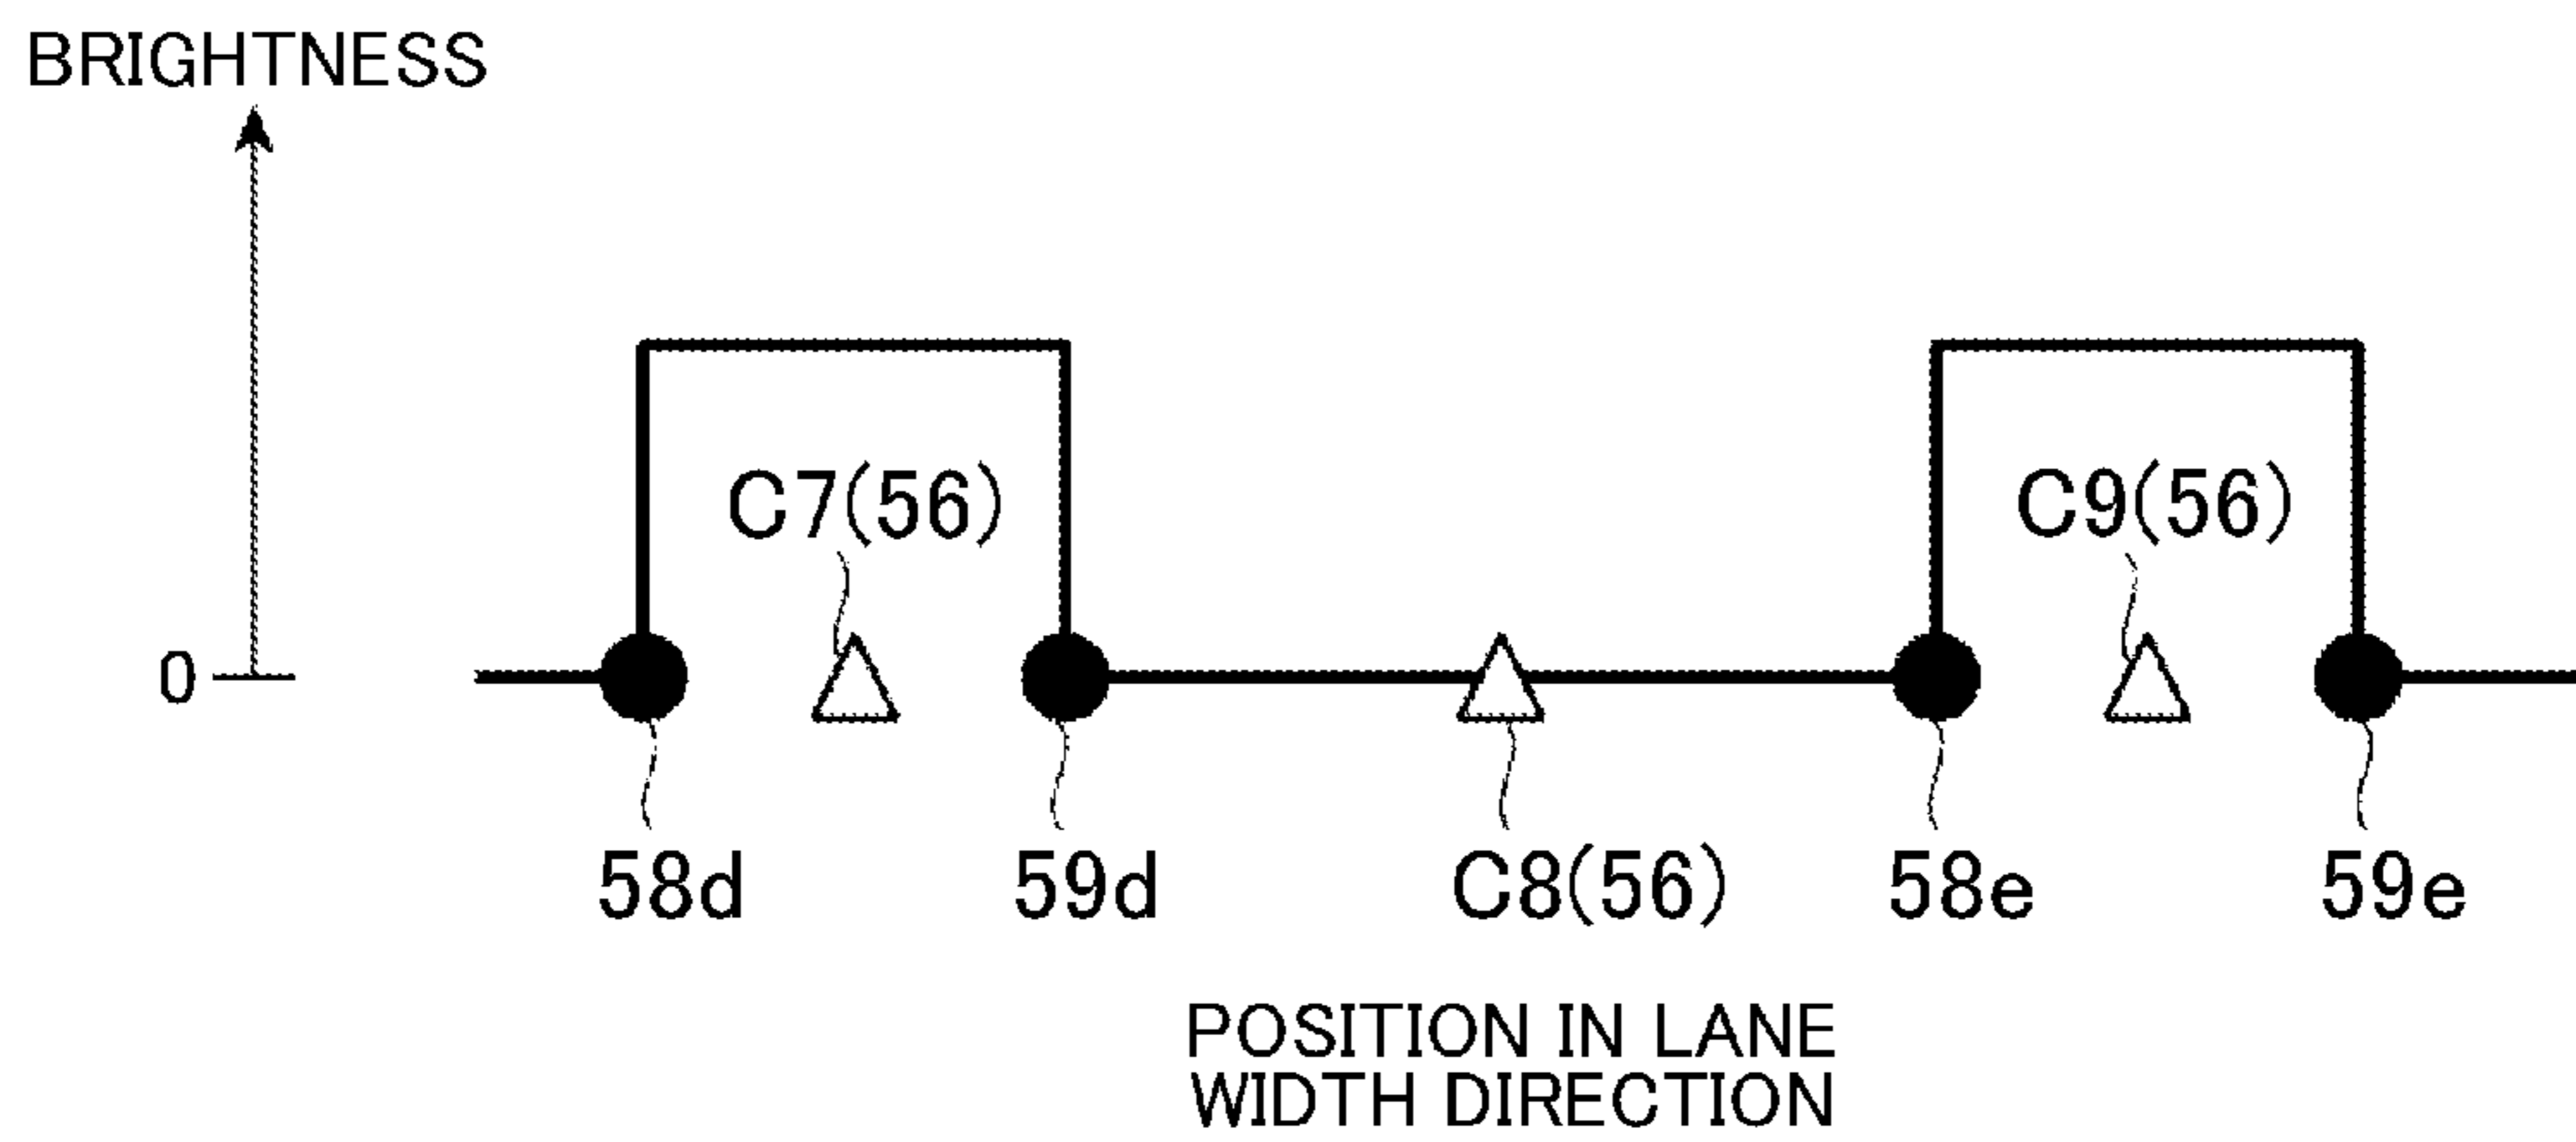 BRIGHTNESS
C7(56)
C9(56)
0
58d
59d
C8(56)
58e
59e
POSITION IN LANE
WIDTH DIRECTION